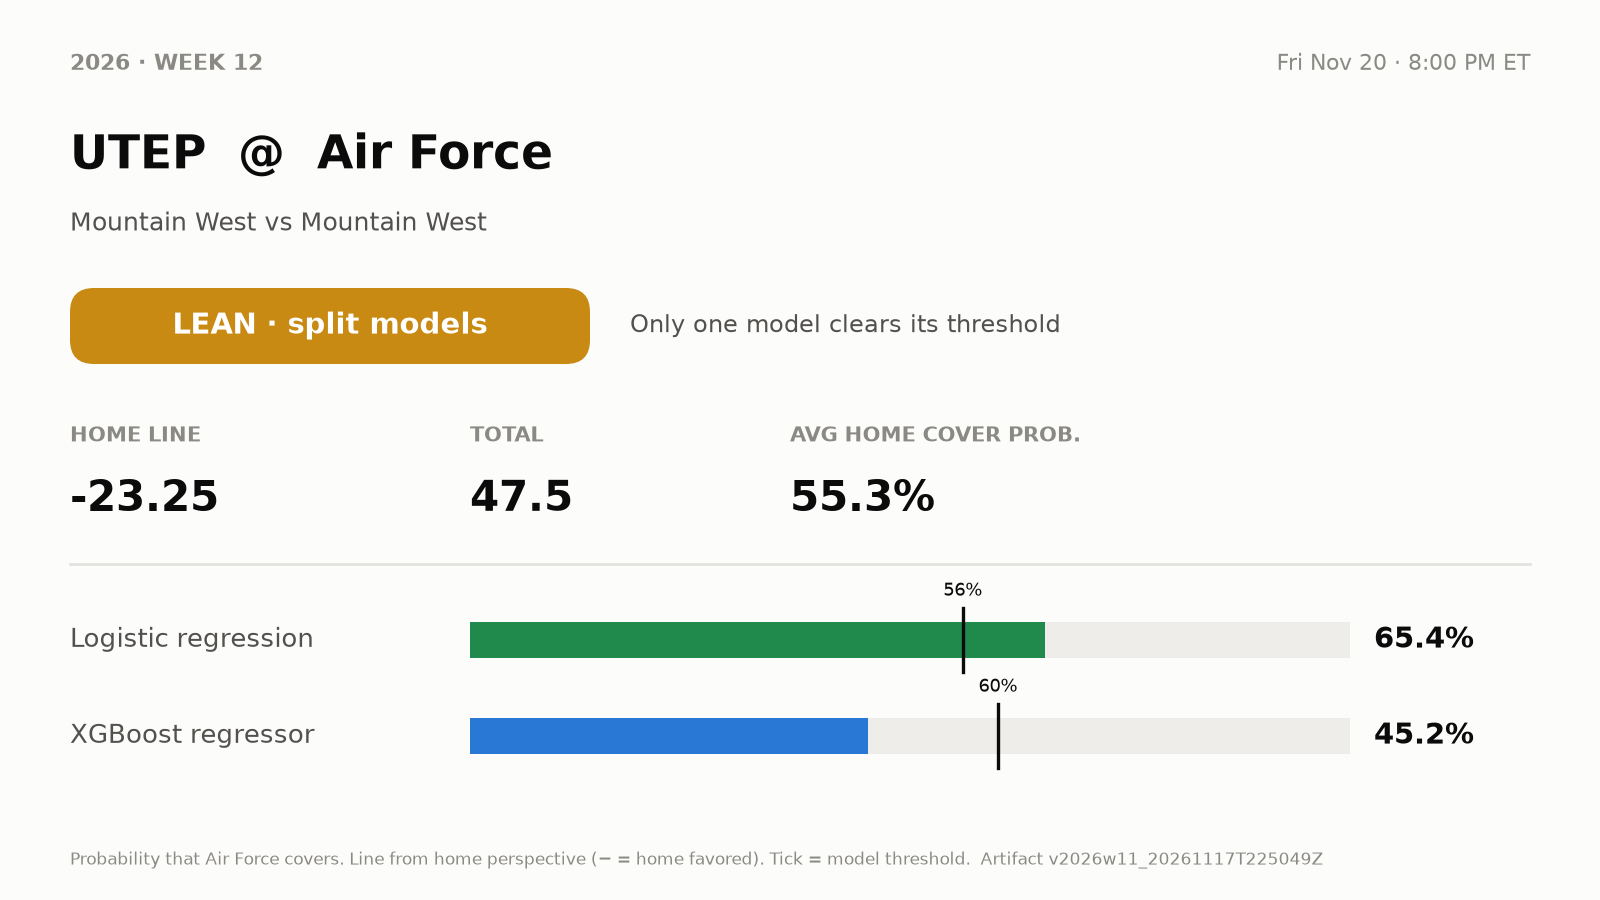 2026 · WEEK 12
Fri Nov 20 · 8:00 PM ET
UTEP @ Air Force
Mountain West vs Mountain West
LEAN · split models
Only one model clears its threshold
HOME LINE
TOTAL
AVG HOME COVER PROB.
-23.25
47.5
55.3%
56%
Logistic regression
65.4%
60%
XGBoost regressor
45.2%
Probability that Air Force covers. Line from home perspective (− = home favored). Tick = model threshold. Artifact v2026w11_20261117T225049Z